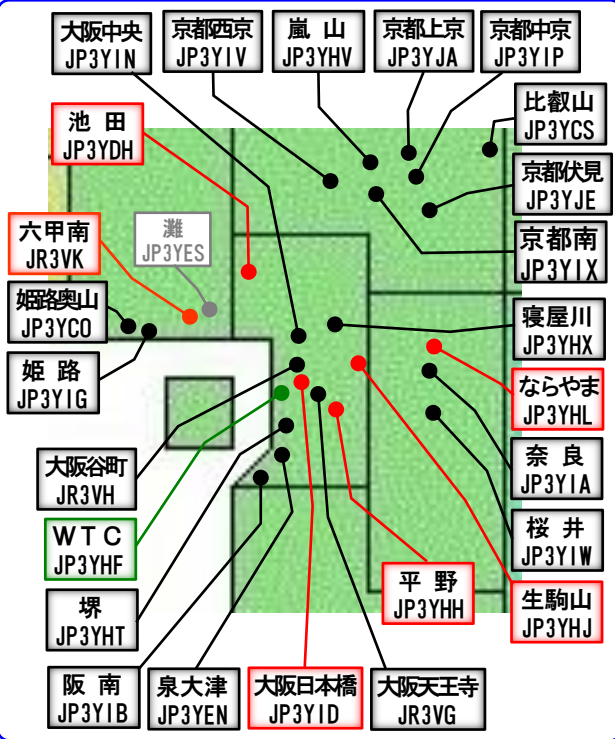 大阪中央
JP3YIN
京都西京
JP3YIV
嵐 山
JP3YHV
京都上京
JP3YJA
京都中京
JP3YIP
比叡山
JP3YCS
池 田
JP3YDH
京都伏見
JP3YJE
六甲南
JR3VK
灘
JP3YES
京都南
JP3YIX
姫路奥山
JP3YCO
寝屋川
JP3YHX
姫 路
JP3YIG
ならやま
JP3YHL
大阪谷町
JR3VH
奈 良
JP3YIA
WTC
JP3YHF
桜 井
JP3YIW
堺
JP3YHT
平 野
JP3YHH
生駒山
JP3YHJ
阪 南
JP3YIB
泉大津
JP3YEN
大阪日本橋
JP3YID
大阪天王寺
JR3VG